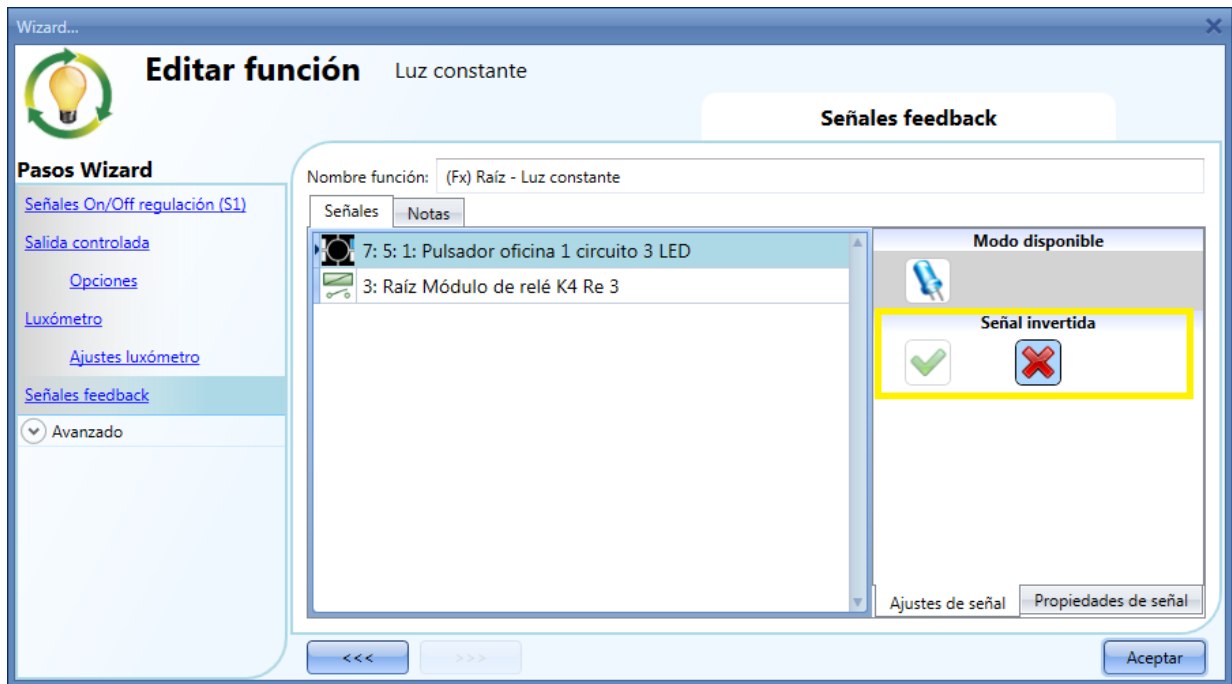 Wizard...
Editar función Luz constante
Señales feedback
Pasos Wizard
Señales On/Off regulación (S1)
Salida controlada
Opciones
Luxómetro
Ajustes luxómetro
Señales feedback
Avanzado
Nombre función: (Fx) Raíz - Luz constante
Señales Notas
7: 5: 1: Pulsador oficina 1 circuito 3 LED
3: Raíz Módulo de relé K4 Re 3
Modo disponible
Señal invertida
Ajustes de señal Propiedades de señal
<<< >>> Aceptar